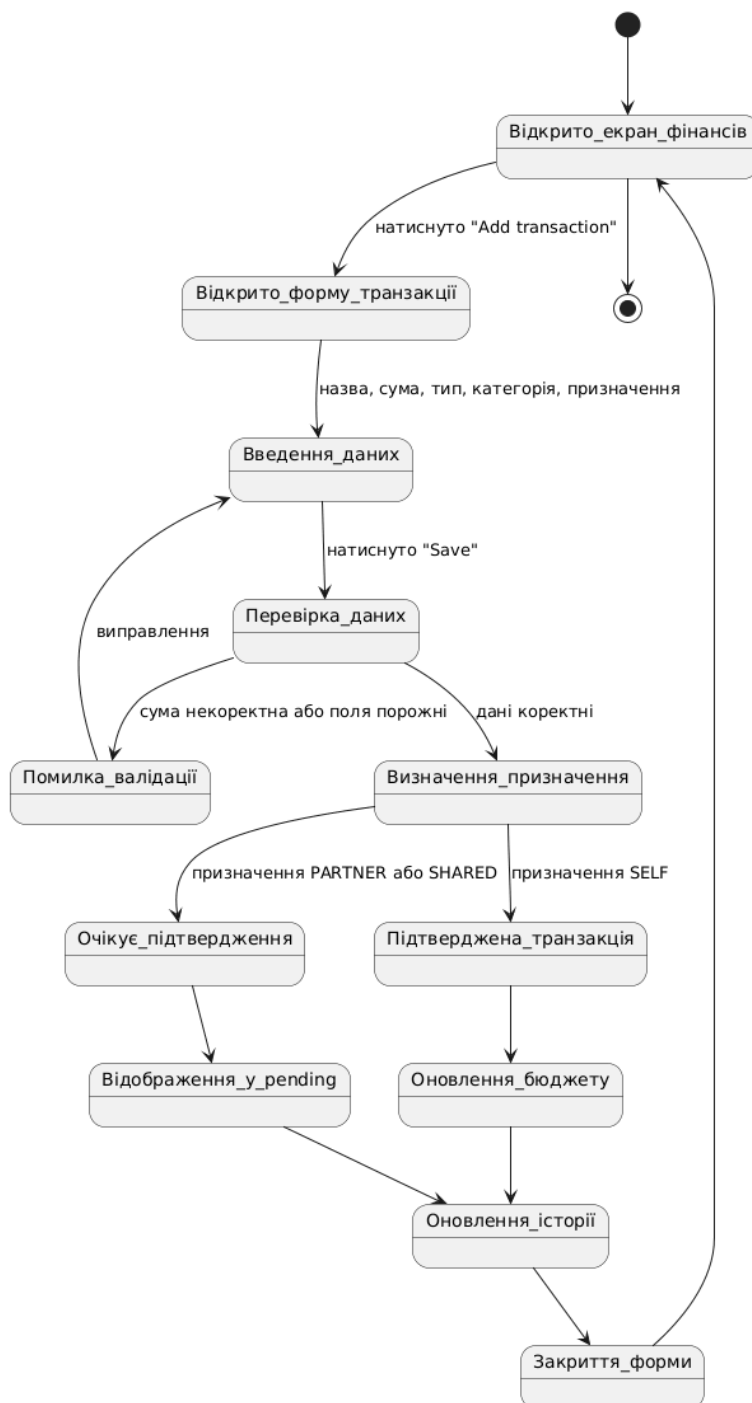 Відкрито_екран_фінансів
натиснуто "Add transaction"
Відкрито_форму_транзакції
назва, сума, тип, категорія, призначення
Введення_даних
натиснуто "Save"
Перевірка_даних
виправлення
сума некоректна або поля порожні
дані коректні
Помилка_валідації
Визначення_призначення
призначення PARTNER або SHARED
призначення SELF
Очікує_підтвердження
Підтверджена_транзакція
Відображення_у_pending
Оновлення_бюджету
Оновлення_історії
Закриття_форми